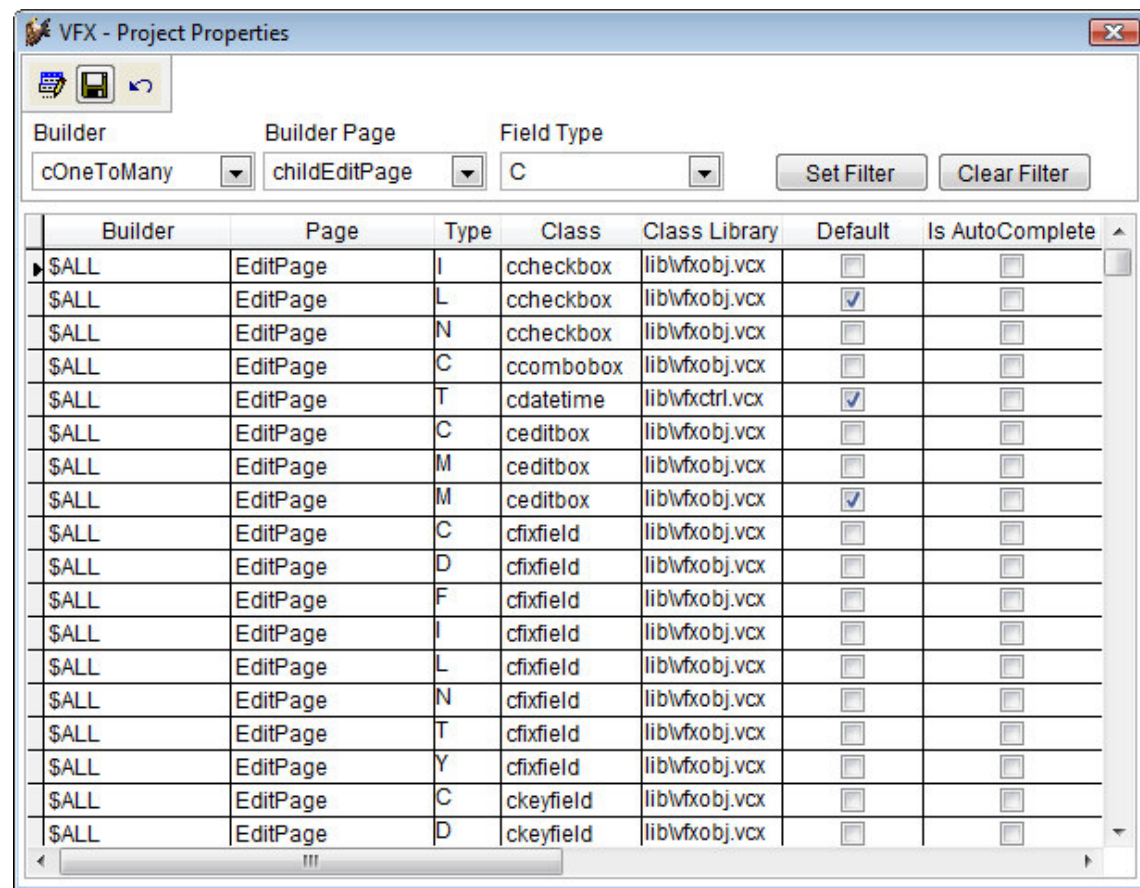 VFX - Project Properties
Builder Builder Page Field Type
cOneToMany childEditPage C Set Filter Clear Filter
Builder Page Type Class Class Library Default Is AutoComplete
$ALL EditPage I ccheckbox lib\vfxobj.vcx
$ALL EditPage L ccheckbox lib\vfxobj.vcx
$ALL EditPage N ccheckbox lib\vfxobj.vcx
$ALL EditPage C ccombobox lib\vfxobj.vcx
$ALL EditPage T cdatetime lib\vfxctrl.vcx
$ALL EditPage C ceditbox lib\vfxobj.vcx
$ALL EditPage M ceditbox lib\vfxobj.vcx
$ALL EditPage M ceditbox lib\vfxobj.vcx
$ALL EditPage C cfixfield lib\vfxobj.vcx
$ALL EditPage D cfixfield lib\vfxobj.vcx
$ALL EditPage F cfixfield lib\vfxobj.vcx
$ALL EditPage I cfixfield lib\vfxobj.vcx
$ALL EditPage L cfixfield lib\vfxobj.vcx
$ALL EditPage N cfixfield lib\vfxobj.vcx
$ALL EditPage T cfixfield lib\vfxobj.vcx
$ALL EditPage Y cfixfield lib\vfxobj.vcx
$ALL EditPage C ckeyfield lib\vfxobj.vcx
$ALL EditPage D ckeyfield lib\vfxobj.vcx